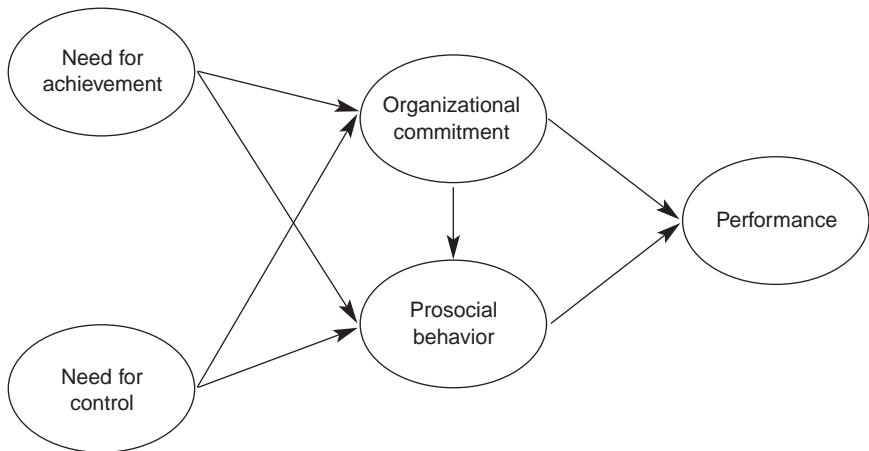 Need for
achievement
Organizational
commitment
Performance
Prosocial
behavior
Need for
control